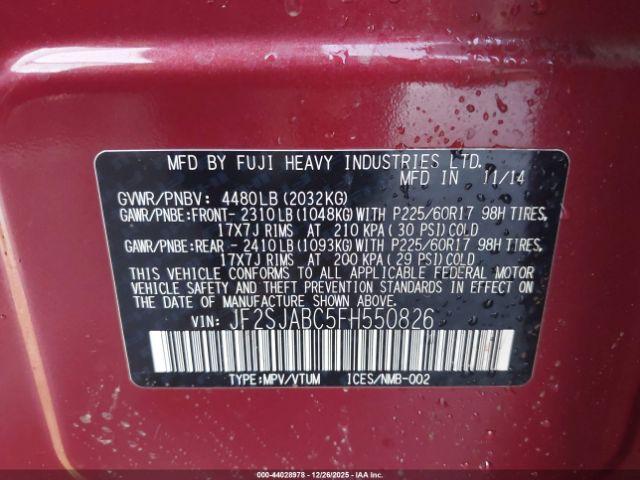 MFD BY FUJI HEAVY INDUSTRIES LTD.
MFD IN 11/14
GVWR/PNBV: 4480LB(2032KG)
GAWR/PNBE:FRONT- 2310LB(1048KG)WITH P225/60R17 98H TIRES,
17X7J RIMS AT 210 KPA( 30 PSI)COLD
GAWR/PNBE:REAR - 2410LB(1093KG)WITH P225/60R17 98H TIRES,
17X7J RIMS AT 200 KPA( 29 PSI)COLD
THIS VEHICLE CONFORMS TO ALL APPLICABLE FEDERAL MOTOR
VEHICLE SAFETY AND THEFT PREVENTION STANDARDS IN EFFECT ON
THE DATE OF MANUFACTURE SHOWN ABOVE.
VIN: JF2SJABC5FH550826
TYPE:MPV/VTUM ICES/NMB-002
000-44028978 12/26/2025 IAAI.COM